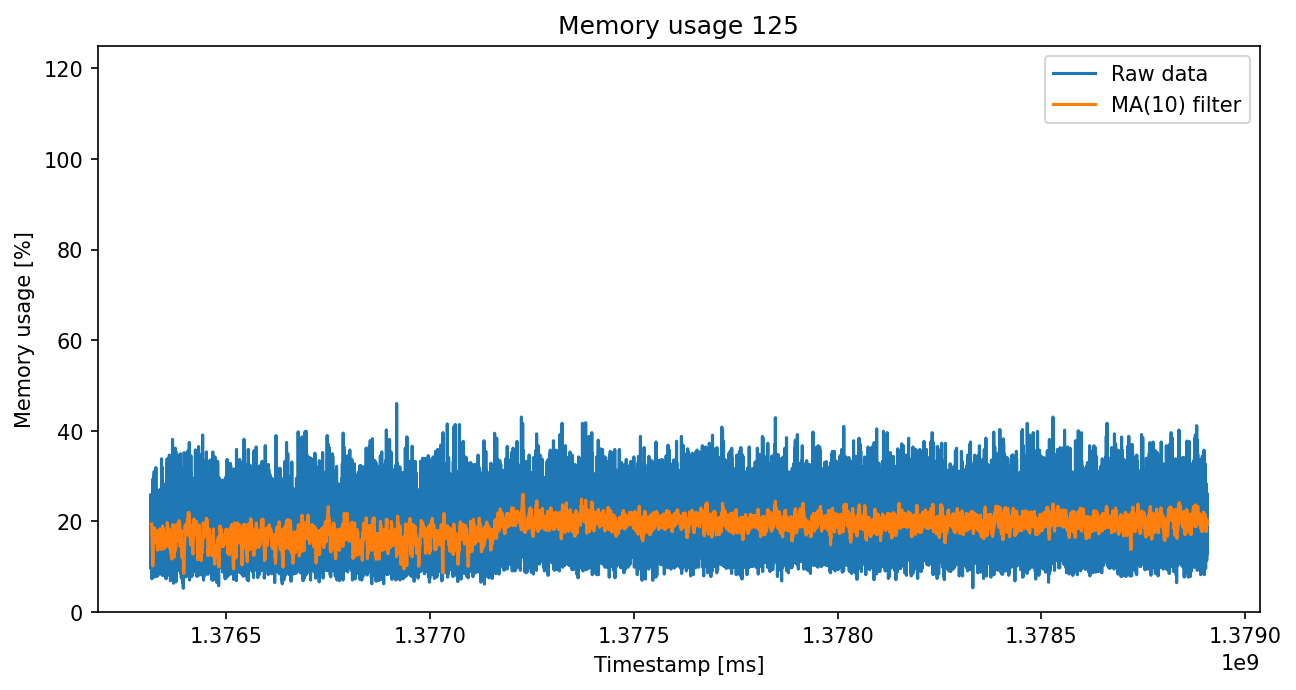 Memory usage 125
Raw data
MA(10) filter
Memory usage [%]
120
100
80
60
40
20
0
1.3765 1.3770 1.3775 1.3780 1.3785 1.3790
1e9
Timestamp [ms]